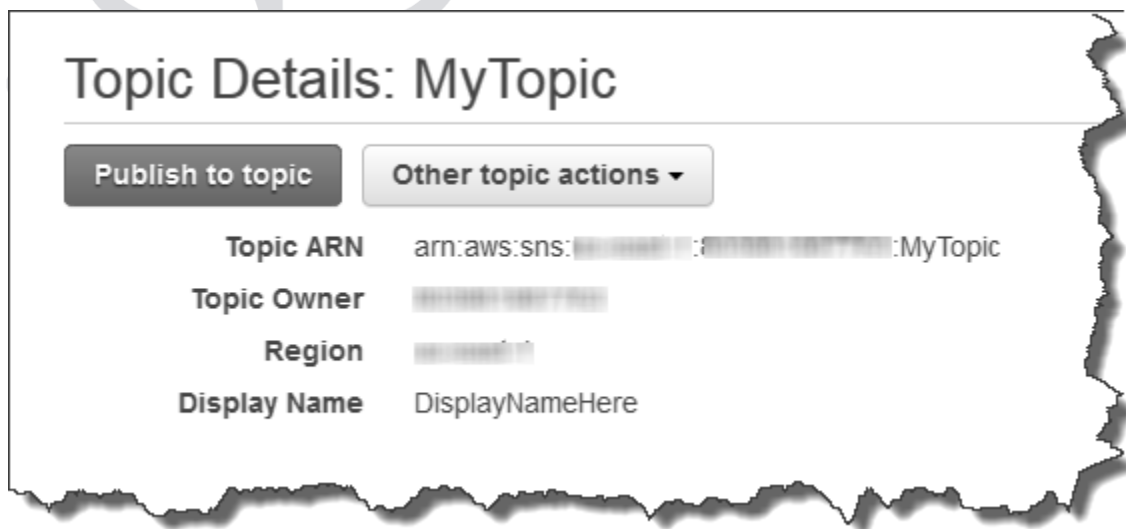 Topic Details: MyTopic
Publish to topic
Other topic actions
Topic ARN arn:aws:sns: : :MyTopic
Topic Owner
Region
Display Name DisplayNameHere